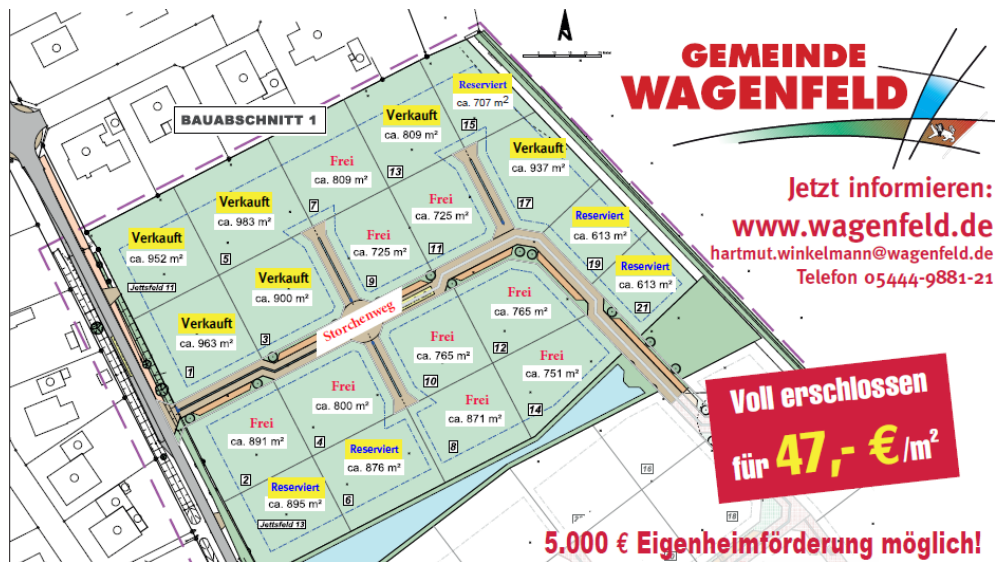 GEMEINDE
WAGENFELD
Jetzt informieren:
www.wagenfeld.de
hartmut.winkelmann@wagenfeld.de
Telefon 05444-9881-21
BAUABSCHNITT 1
Reserviert
ca. 707 m²
15
Verkauft
ca. 809 m²
13
Verkauft
ca. 937 m²
17
Frei
ca. 809 m²
7
Frei
ca. 725 m²
11
Verkauft
ca. 983 m²
5
Reserviert
ca. 613 m²
19
Verkauft
ca. 952 m²
Jettsfeld 11
Frei
ca. 725 m²
9
Reserviert
ca. 613 m²
21
Verkauft
ca. 900 m²
3
Verkauft
ca. 963 m²
1
Storchenweg
Frei
ca. 765 m²
12
Frei
ca. 765 m²
10
Frei
ca. 751 m²
14
Frei
ca. 800 m²
4
Frei
ca. 871 m²
8
Frei
ca. 891 m²
2
Reserviert
ca. 876 m²
6
Reserviert
ca. 895 m²
Jettsfeld 13
16
18
Voll erschlossen
für 47,- €/m²
5.000 € Eigenheimförderung möglich!